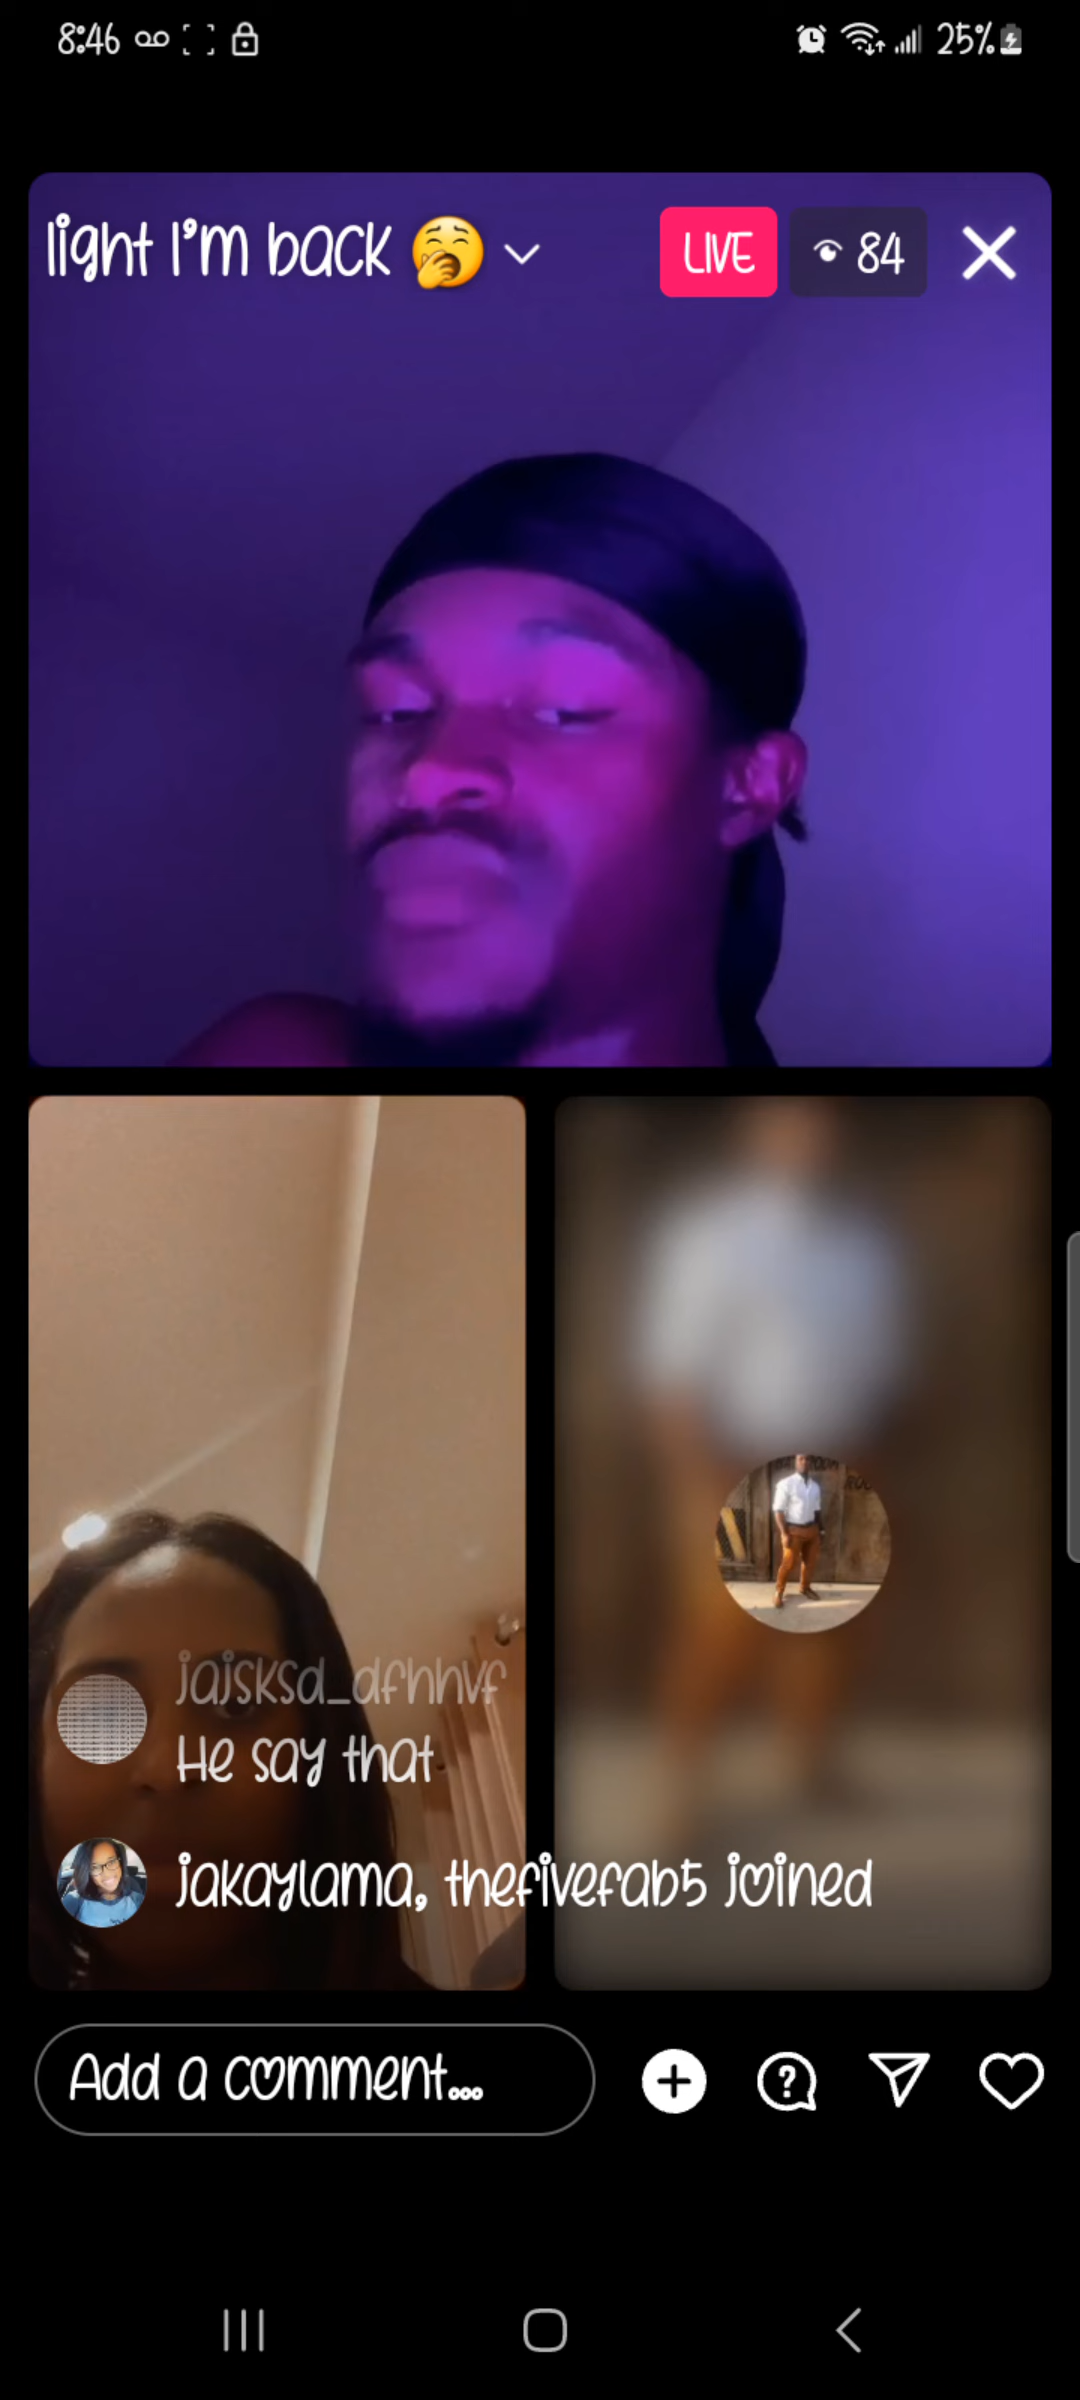 8:46
25%
light I'm back 🥱
LIVE
84
jajsksd_dfhhvf
He say that
jakaylama, thefivefab5 joined
Add a comment...